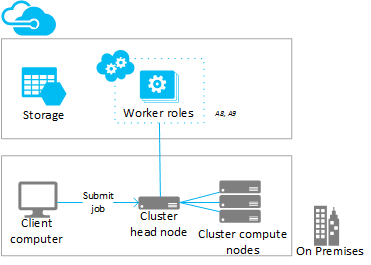 Storage
Worker roles
A8, A9
Submit
job
Client
computer
Cluster
head node
Cluster compute
nodes
On Premises